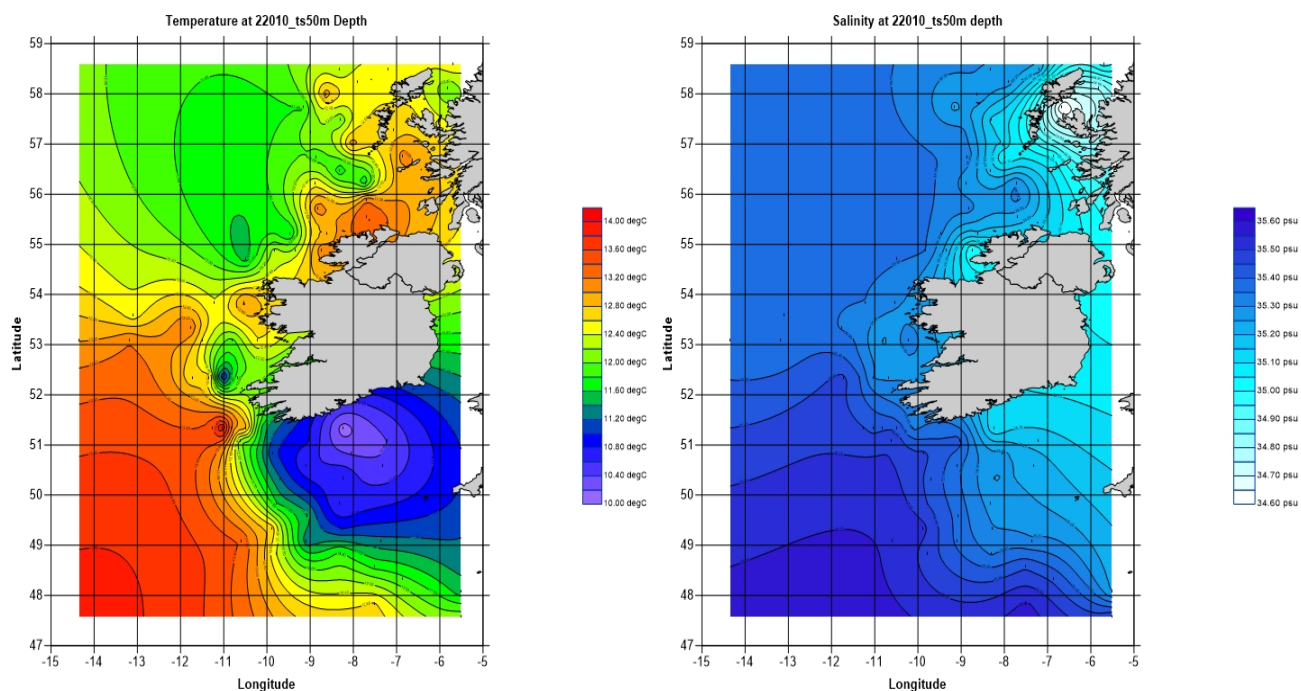 Temperature at 22010_ts50m Depth
59
58
57
56
55
54
53
52
51
50
49
48
47
Latitude
-15 -14 -13 -12 -11 -10 -9 -8 -7 -6 -5
Longitude
14.00 degC
13.60 degC
13.20 degC
12.80 degC
12.40 degC
12.00 degC
11.60 degC
11.20 degC
10.80 degC
10.40 degC
10.00 degC
Salinity at 22010_ts50m depth
59
58
57
56
55
54
53
52
51
50
49
48
47
Latitude
-15 -14 -13 -12 -11 -10 -9 -8 -7 -6 -5
Longitude
35.60 psu
35.50 psu
35.40 psu
35.30 psu
35.20 psu
35.10 psu
35.00 psu
34.90 psu
34.80 psu
34.70 psu
34.60 psu